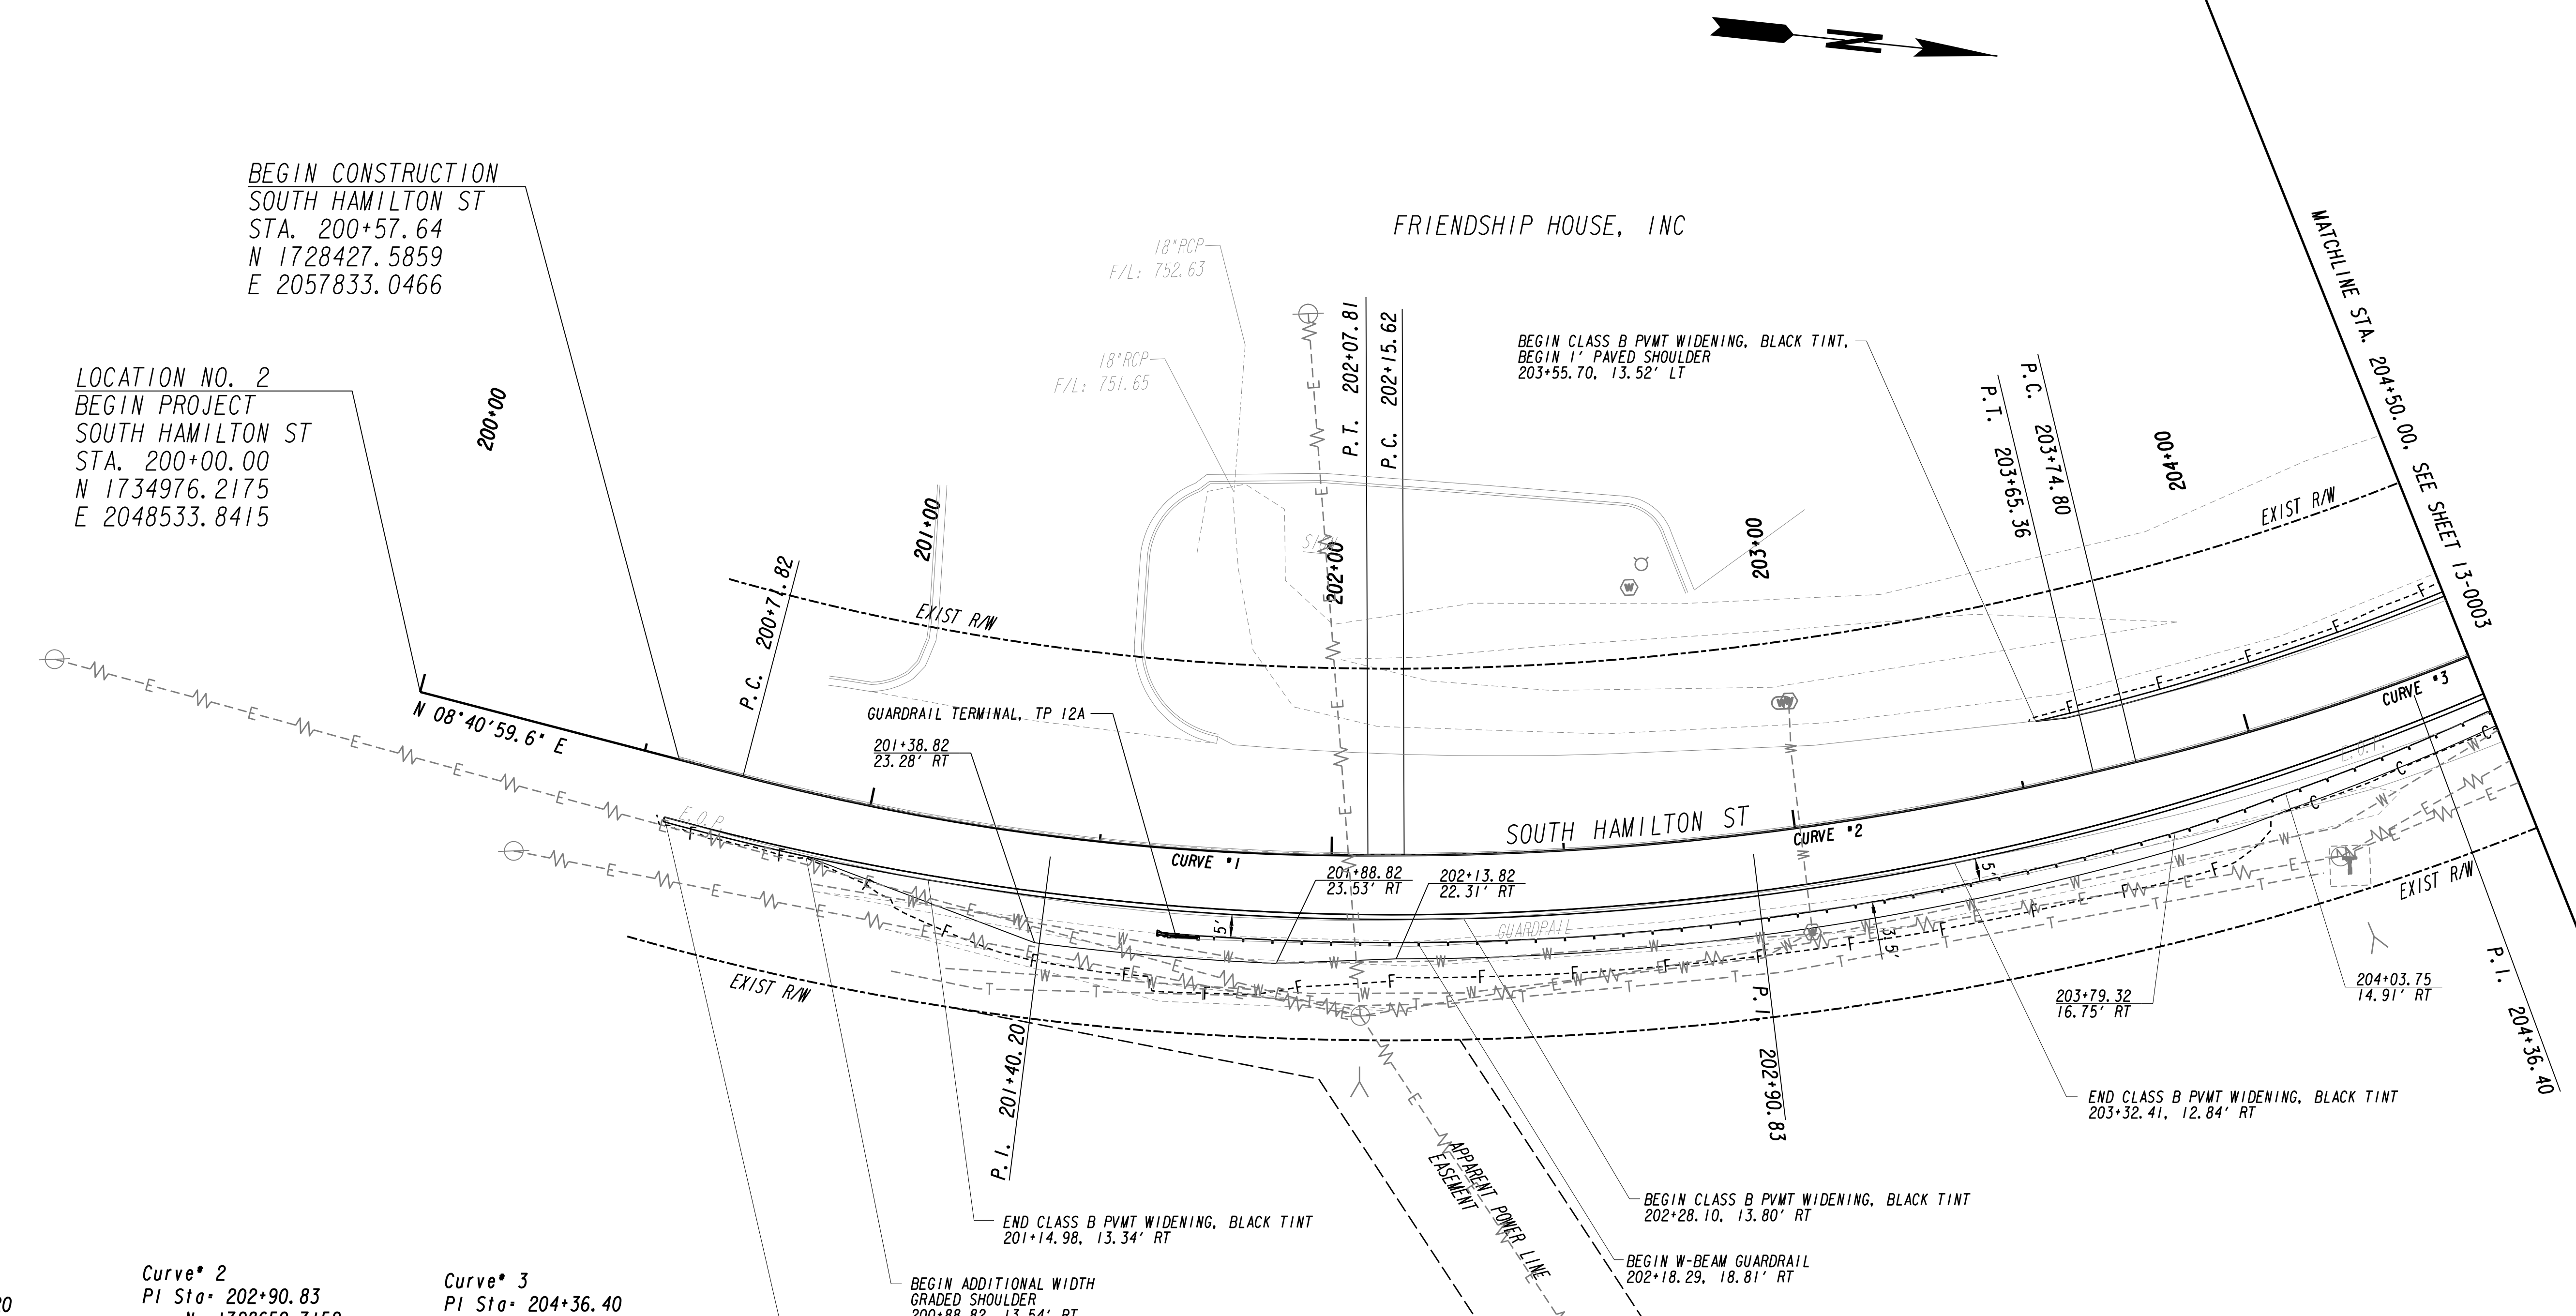 BEGIN CONSTRUCTION
SOUTH HAMILTON ST
STA. 200+57.64
N 1728427.5859
E 2057833.0466
LOCATION NO. 2
BEGIN PROJECT
SOUTH HAMILTON ST
STA. 200+00.00
N 1734976.2175
E 2048533.8415
200+00
N 08°40'59.6" E
P.C. 200+71.82
201+00
EXIST R/W
18"RCP
F/L: 752.63
18"RCP
F/L: 751.65
N
FRIENDSHIP HOUSE, INC
P.T. 202+07.81
P.C. 202+15.62
202+00
BEGIN CLASS B PVMT WIDENING, BLACK TINT,
BEGIN 1' PAVED SHOULDER
203+55.70, 13.52' LT
203+00
P.T. 203+65.36
P.C. 203+74.80
204+00
EXIST R/W
MATCHLINE STA. 204+50.00, SEE SHEET 13-0003
GUARDRAIL TERMINAL, TP 12A
201+38.82
23.28' RT
E.O.P.
CURVE #1
SOUTH HAMILTON ST
CURVE #2
CURVE #3
201+88.82
23.53' RT
202+13.82
22.31' RT
5'
GUARDRAIL
5'
3.5'
EXIST R/W
EXIST R/W
P.I. 201+40.20
P.I. 202+90.83
P.I. 204+36.40
203+79.32
16.75' RT
204+03.75
14.91' RT
END CLASS B PVMT WIDENING, BLACK TINT
203+32.41, 12.84' RT
APPARENT POWER LINE
EASEMENT
BEGIN CLASS B PVMT WIDENING, BLACK TINT
202+28.10, 13.80' RT
BEGIN W-BEAM GUARDRAIL
202+18.29, 18.81' RT
END CLASS B PVMT WIDENING, BLACK TINT
201+14.98, 13.34' RT
BEGIN ADDITIONAL WIDTH
GRADED SHOULDER
200+88.82, 13.54' RT
Curve# 2
PI Sta= 202+90.83
Curve# 3
PI Sta= 204+36.40